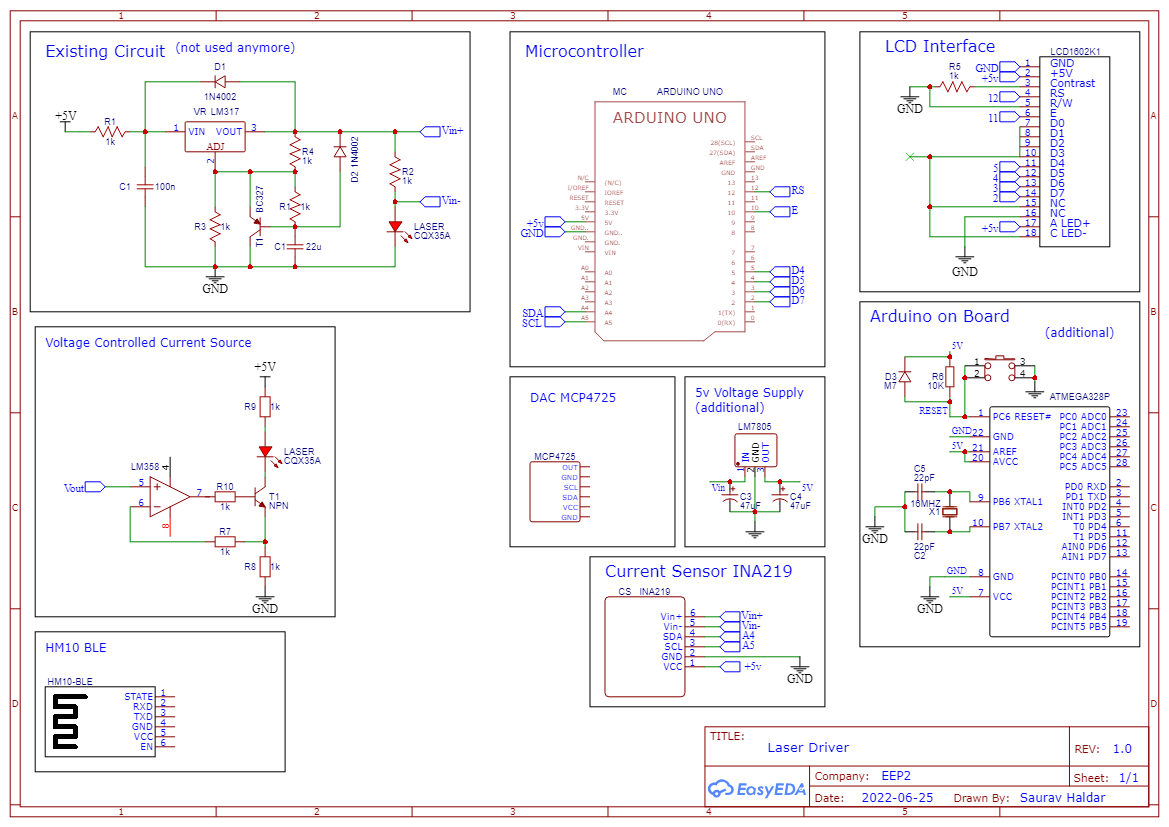 1 2 3 4 5
A B C D
Existing Circuit (not used anymore)
D1
1N4002
VR LM317
+5V
R1
1k
1 VIN VOUT 3
ADJ
2
C1 100n
R3 1k
T1 BC327
R4
1k
R1 1k
C1 22u
D2 1N4002
R2
1k
Vin+
Vin-
LASER
CQX35A
GND
Microcontroller
MC ARDUINO UNO
ARDUINO UNO
N/C (N/C)
I/OREF IOREF
RESET RESET
3.3V 3.3V
+5v 5V 5V
GND GND.. GND..
GND. GND.
VIN VIN
A0 A0
A1 A1
A2 A2
A3 A3
SDA A4 A4
SCL A5 A5
28(SCL) SCL
27(SDA) SDA
AREF AREF
GND GND
13 13
12 12 RS
11 11
10 10 E
9 9
8 8
7 7
6 6
5 5 D4
4 4 D5
3 3 D6
2 2 D7
1(TX) 1
0(RX) 0
LCD Interface
LCD1602K1
R5
1k
GND
GND 1 GND
+5v 2 +5V
3 Contrast
12 4 RS
5 R/W
11 6 E
7 D0
8 D1
9 D2
10 D3
5 11 D4
4 12 D5
3 13 D6
2 14 D7
15 NC
16 NC
+5v 17 A LED+
18 C LED-
GND
Voltage Controlled Current Source
+5V
R9 1k
LASER
CQX35A
LM358 4
Vout 5 + 7
6 -
8
R10
1k
T1
NPN
R7
1k
R8 1k
GND
DAC MCP4725
MCP4725
OUT
GND
SCL
SDA
VCC
GND
5v Voltage Supply
(additional)
LM7805
IN GND OUT
1 2 3
Vin 5V
C3
47uF
C4
47uF
Arduino on Board
(additional)
5V
D3
M7
R6
10K
RESET
1 3
2 4
ATMEGA328P
1 PC6 RESET#
GND 22 GND
5V 21 AREF
20 AVCC
9 PB6 XTAL1
10 PB7 XTAL2
GND 8 GND
5V 7 VCC
GND
C5
22pF
16MHZ
X1
22pF
C2
GND
PC0 ADC0 23
PC1 ADC1 24
PC2 ADC2 25
PC3 ADC3 26
PC4 ADC4 27
PC5 ADC5 28
PD0 RXD 2
PD1 TXD 3
INT0 PD2 4
INT1 PD3 5
T0 PD4 6
T1 PD5 11
AIN0 PD6 12
AIN1 PD7 13
PCINT0 PB0 14
PCINT1 PB1 15
PCINT2 PB2 16
PCINT3 PB3 17
PCINT4 PB4 18
PCINT5 PB5 19
Current Sensor INA219
CS INA219
Vin+ 6 Vin+
Vin- 5 Vin-
SDA 4 A4
SCL 3 A5
GND 2
VCC 1 +5v
GND
HM10 BLE
HM10-BLE
STATE 1
RXD 2
TXD 3
GND 4
VCC 5
EN 6
TITLE:
Laser Driver
REV: 1.0
EasyEDA
Company: EEP2
Sheet: 1/1
Date: 2022-06-25 Drawn By: Saurav Haldar
A B C D
1 2 3 4 5